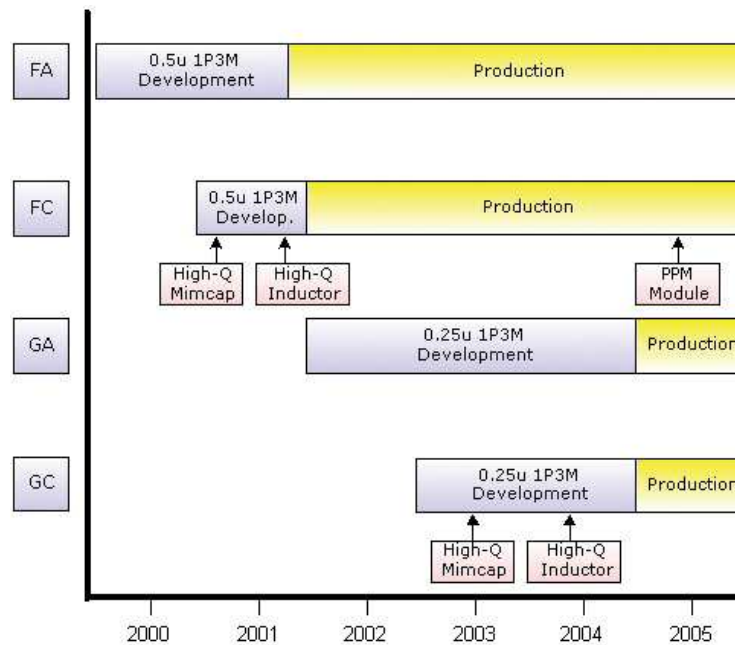 FA
0.5u 1P3M
Development
Production
FC
0.5u 1P3M
Develop.
Production
High-Q
Mimcap
High-Q
Inductor
PPM
Module
GA
0.25u 1P3M
Development
Production
GC
0.25u 1P3M
Development
Production
High-Q
Mimcap
High-Q
Inductor
2000 2001 2002 2003 2004 2005